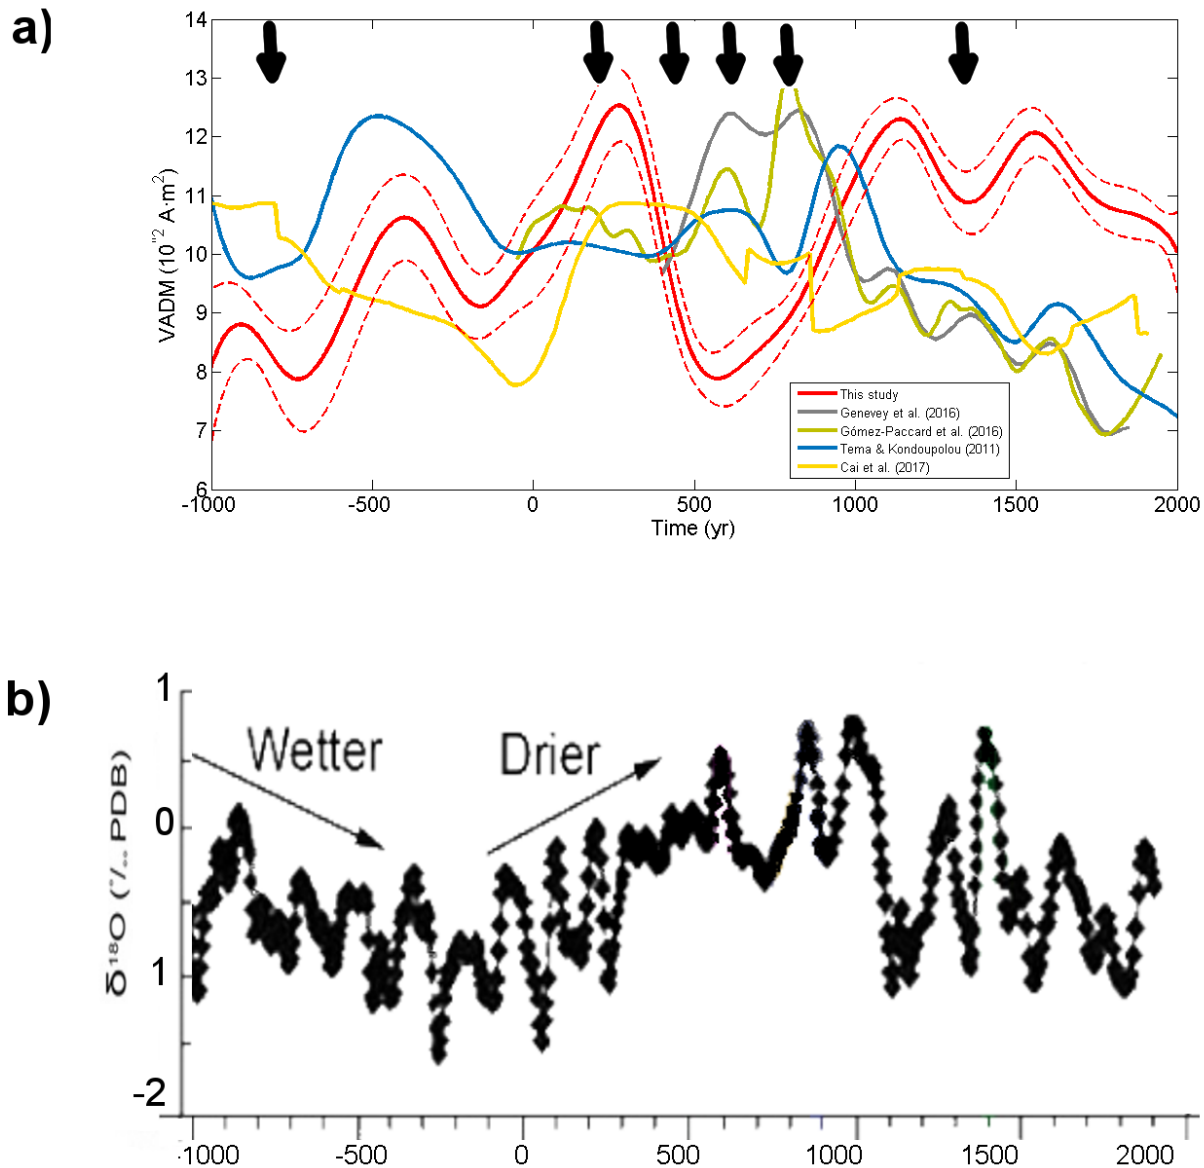 a)
14
13
12
11
10
9
8
7
6
VADM (10"2 A·m2)
This study
Genevey et al. (2016)
Gómez-Paccard et al. (2016)
Tema & Kondoupolou (2011)
Cai et al. (2017)
-1000 -500 0 500 1000 1500 2000
Time (yr)
b)
1
0
1
-2
δ18O (‰ PDB)
Wetter
Drier
-1000 -500 0 500 1000 1500 2000